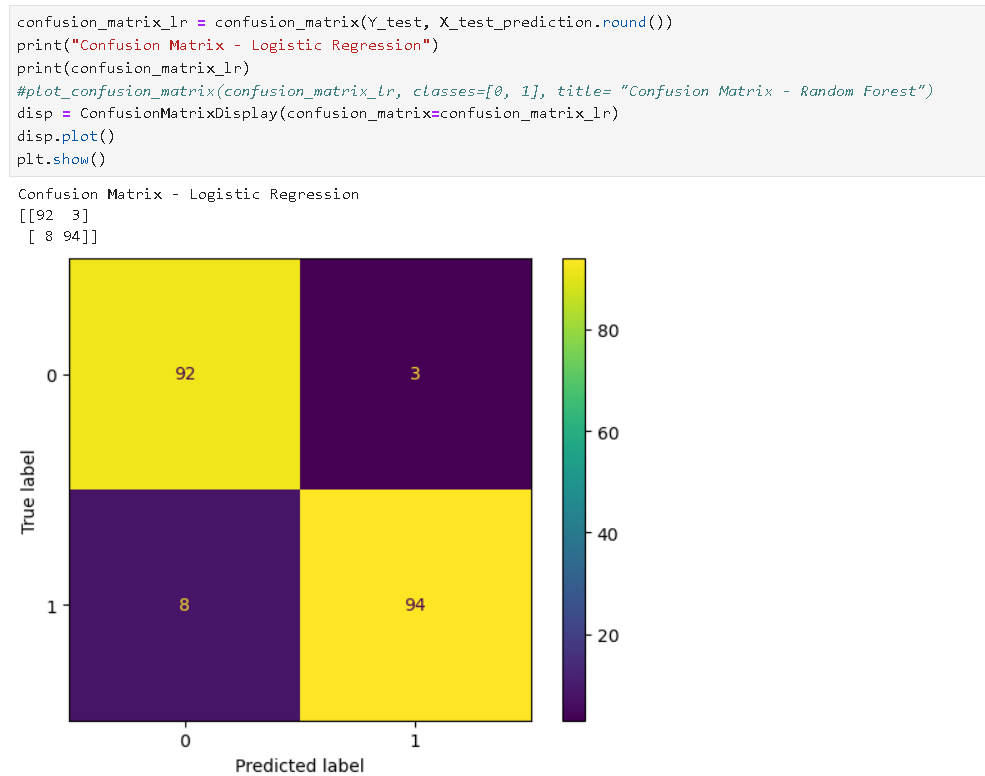 confusion_matrix_lr = confusion_matrix(Y_test, X_test_prediction.round())
print("Confusion Matrix - Logistic Regression")
print(confusion_matrix_lr)
#plot_confusion_matrix(confusion_matrix_lr, classes=[0, 1], title= "Confusion Matrix - Random Forest")
disp = ConfusionMatrixDisplay(confusion_matrix=confusion_matrix_lr)
disp.plot()
plt.show()
Confusion Matrix - Logistic Regression
[[92  3]
 [ 8 94]]
True label
0
1
92
3
8
94
0
1
Predicted label
80
60
40
20